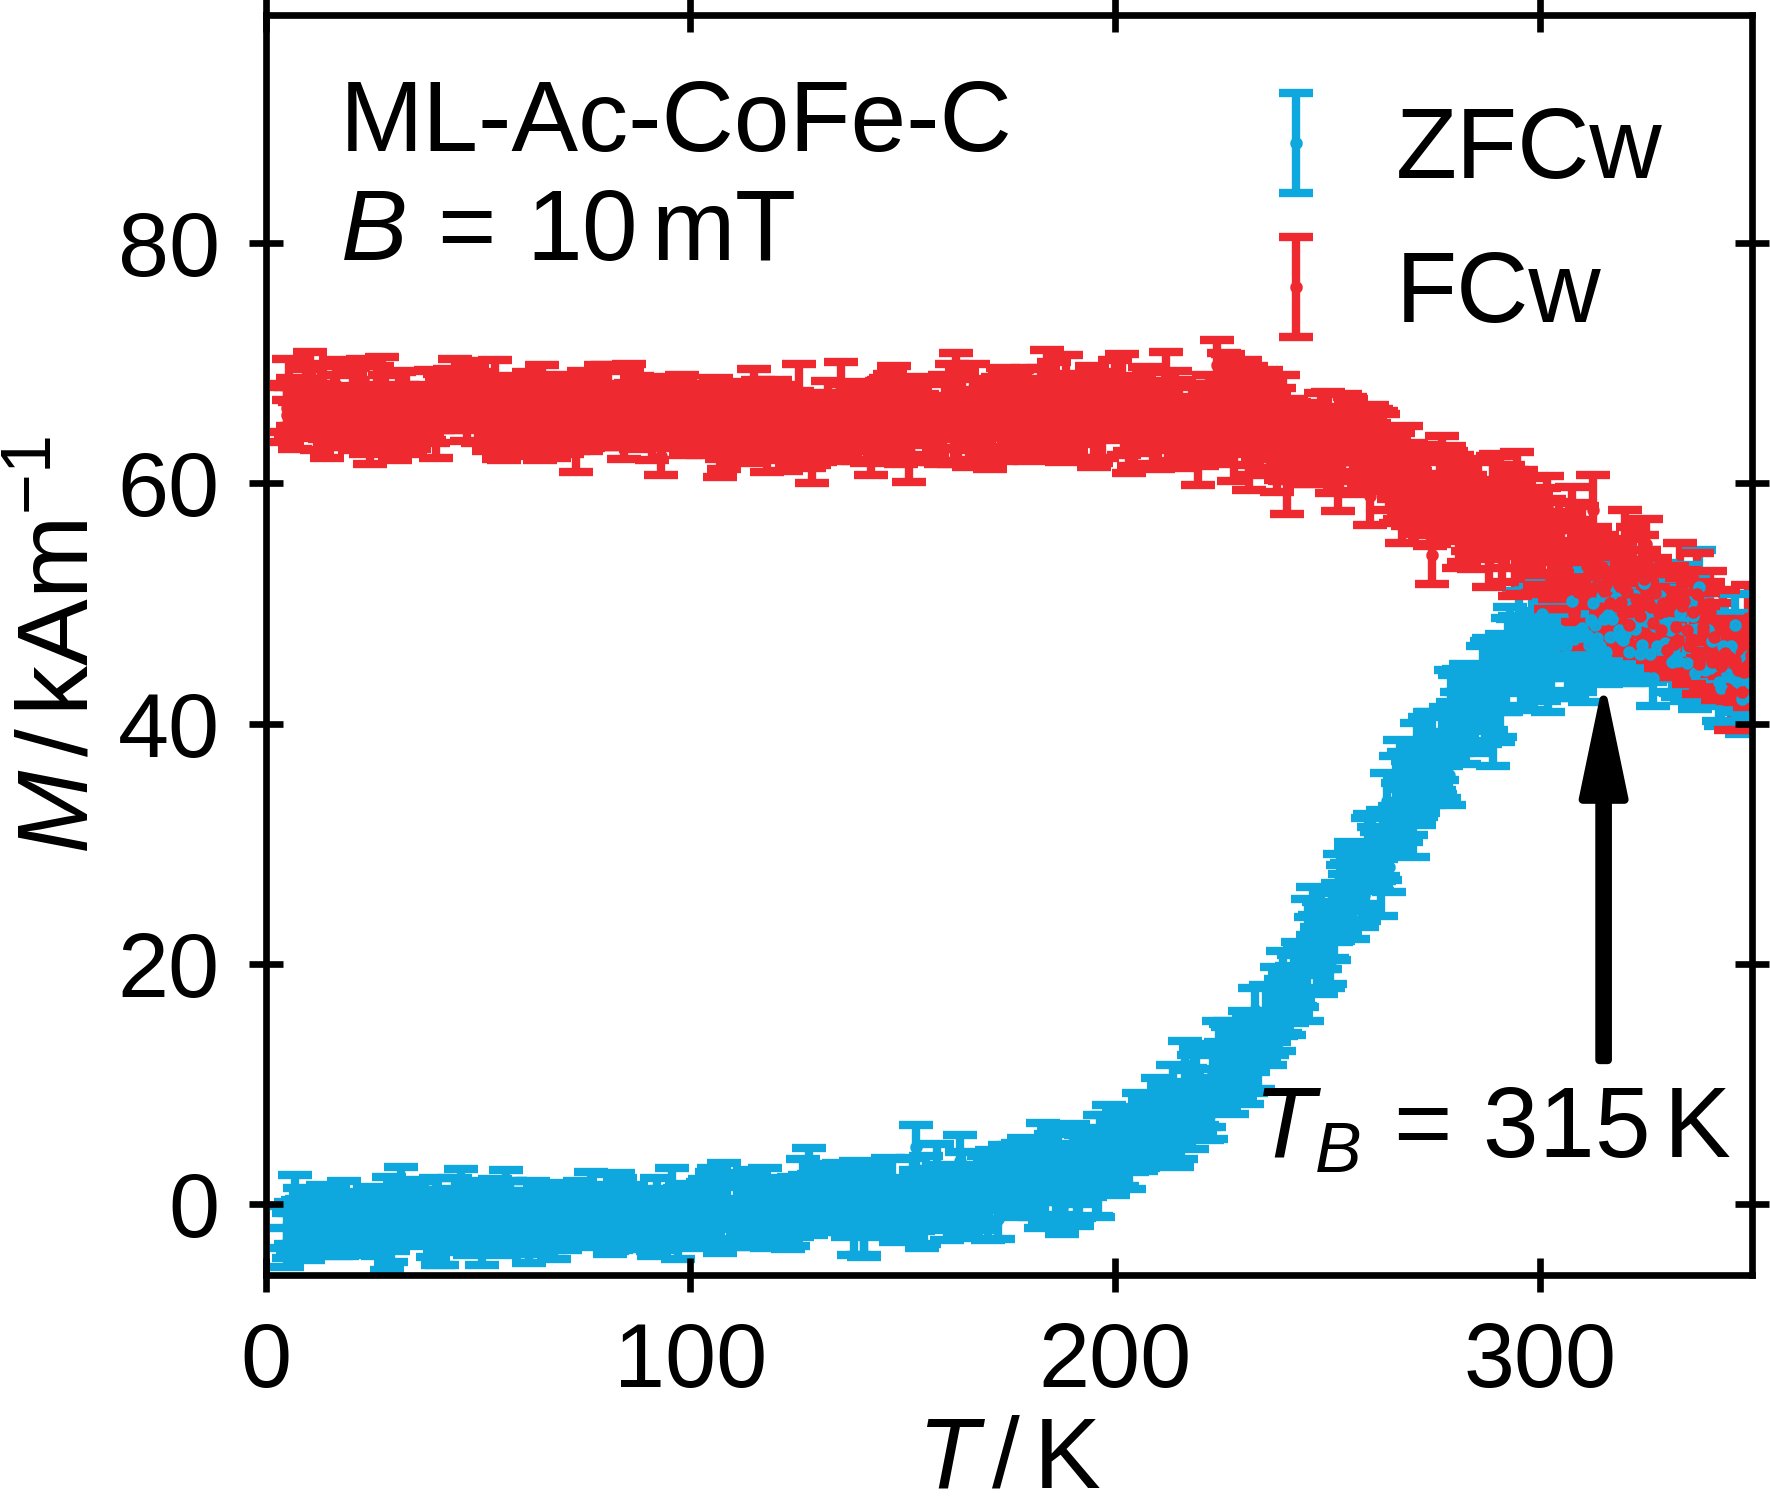 ML-Ac-CoFe-C
B = 10 mT
ZFCw
FCw
80
60
40
20
0
M / kAm⁻¹
T_B = 315 K
0 100 200 300
T / K